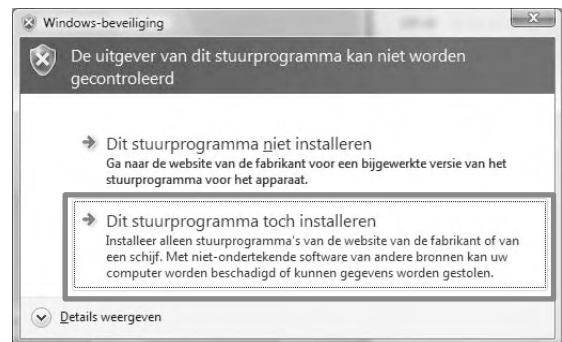 Windows-beveiliging
De uitgever van dit stuurprogramma kan niet worden
gecontroleerd
Dit stuurprogramma niet installeren
Ga naar de website van de fabrikant voor een bijgewerkte versie van het
stuurprogramma voor het apparaat.
Dit stuurprogramma toch installeren
Installeer alleen stuurprogramma's van de website van de fabrikant of van
een schijf. Met niet-ondertekende software van andere bronnen kan uw
computer worden beschadigd of kunnen gegevens worden gestolen.
Details weergeven